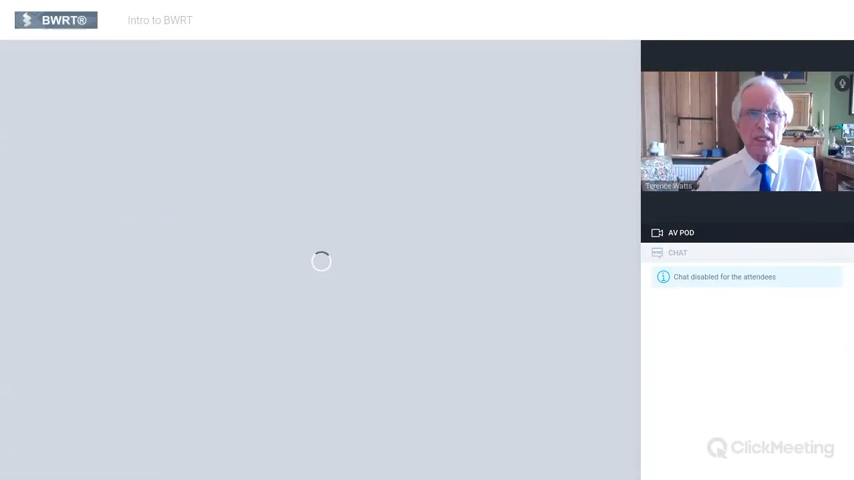 BWRT®
Intro to BWRT
Terence Watts
AV POD
CHAT
Chat disabled for the attendees
ClickMeeting